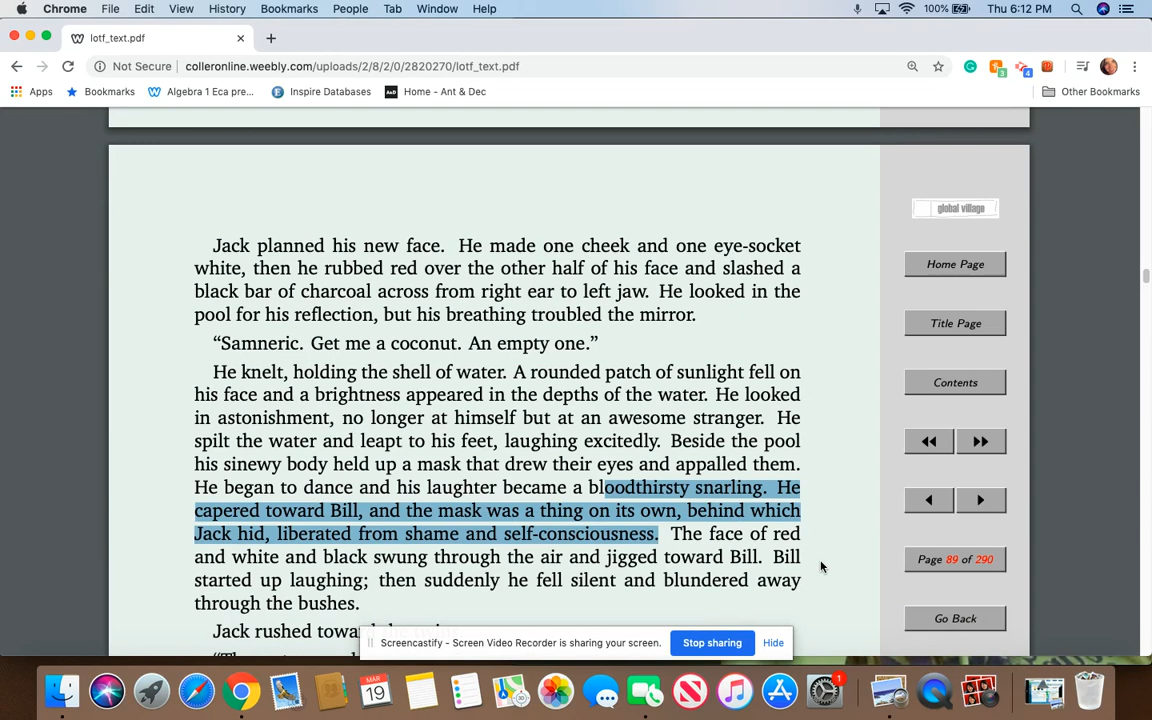 Chrome File Edit View History Bookmarks People Tab Window Help 100% Thu 6:12 PM
lotf_text.pdf
Not Secure colleronline.weebly.com/uploads/2/8/2/0/2820270/lotf_text.pdf 3 4
Apps Bookmarks Algebra 1 Eca pre... Inspire Databases A&D Home - Ant & Dec Other Bookmarks
global village
Jack planned his new face. He made one cheek and one eye-socket
white, then he rubbed red over the other half of his face and slashed a
black bar of charcoal across from right ear to left jaw. He looked in the
pool for his reflection, but his breathing troubled the mirror.
“Samneric. Get me a coconut. An empty one.”
He knelt, holding the shell of water. A rounded patch of sunlight fell on
his face and a brightness appeared in the depths of the water. He looked
in astonishment, no longer at himself but at an awesome stranger. He
spilt the water and leapt to his feet, laughing excitedly. Beside the pool
his sinewy body held up a mask that drew their eyes and appalled them.
He began to dance and his laughter became a bloodthirsty snarling. He
capered toward Bill, and the mask was a thing on its own, behind which
Jack hid, liberated from shame and self-consciousness. The face of red
and white and black swung through the air and jigged toward Bill. Bill
started up laughing; then suddenly he fell silent and blundered away
through the bushes.
Jack rushed
Home Page
Title Page
Contents
Page 89 of 290
Go Back
Screencastify - Screen Video Recorder is sharing your screen. Stop sharing Hide
MAR
19
1